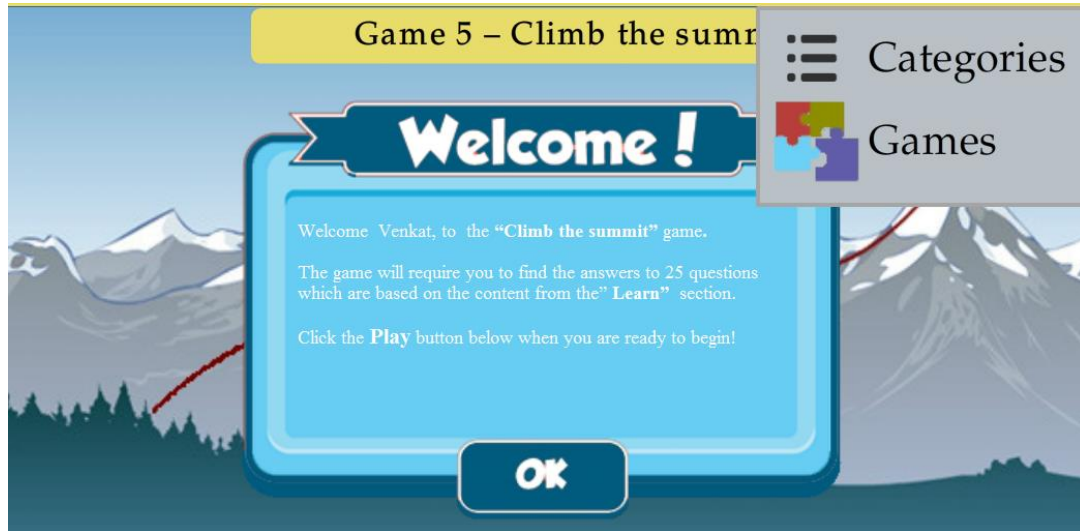 Game 5 – Climb the sum
Categories
Games
Welcome!
Welcome Venkat, to the “Climb the summit” game.
The game will require you to find the answers to 25 questions
which are based on the content from the” Learn” section.
Click the Play button below when you are ready to begin!
OK